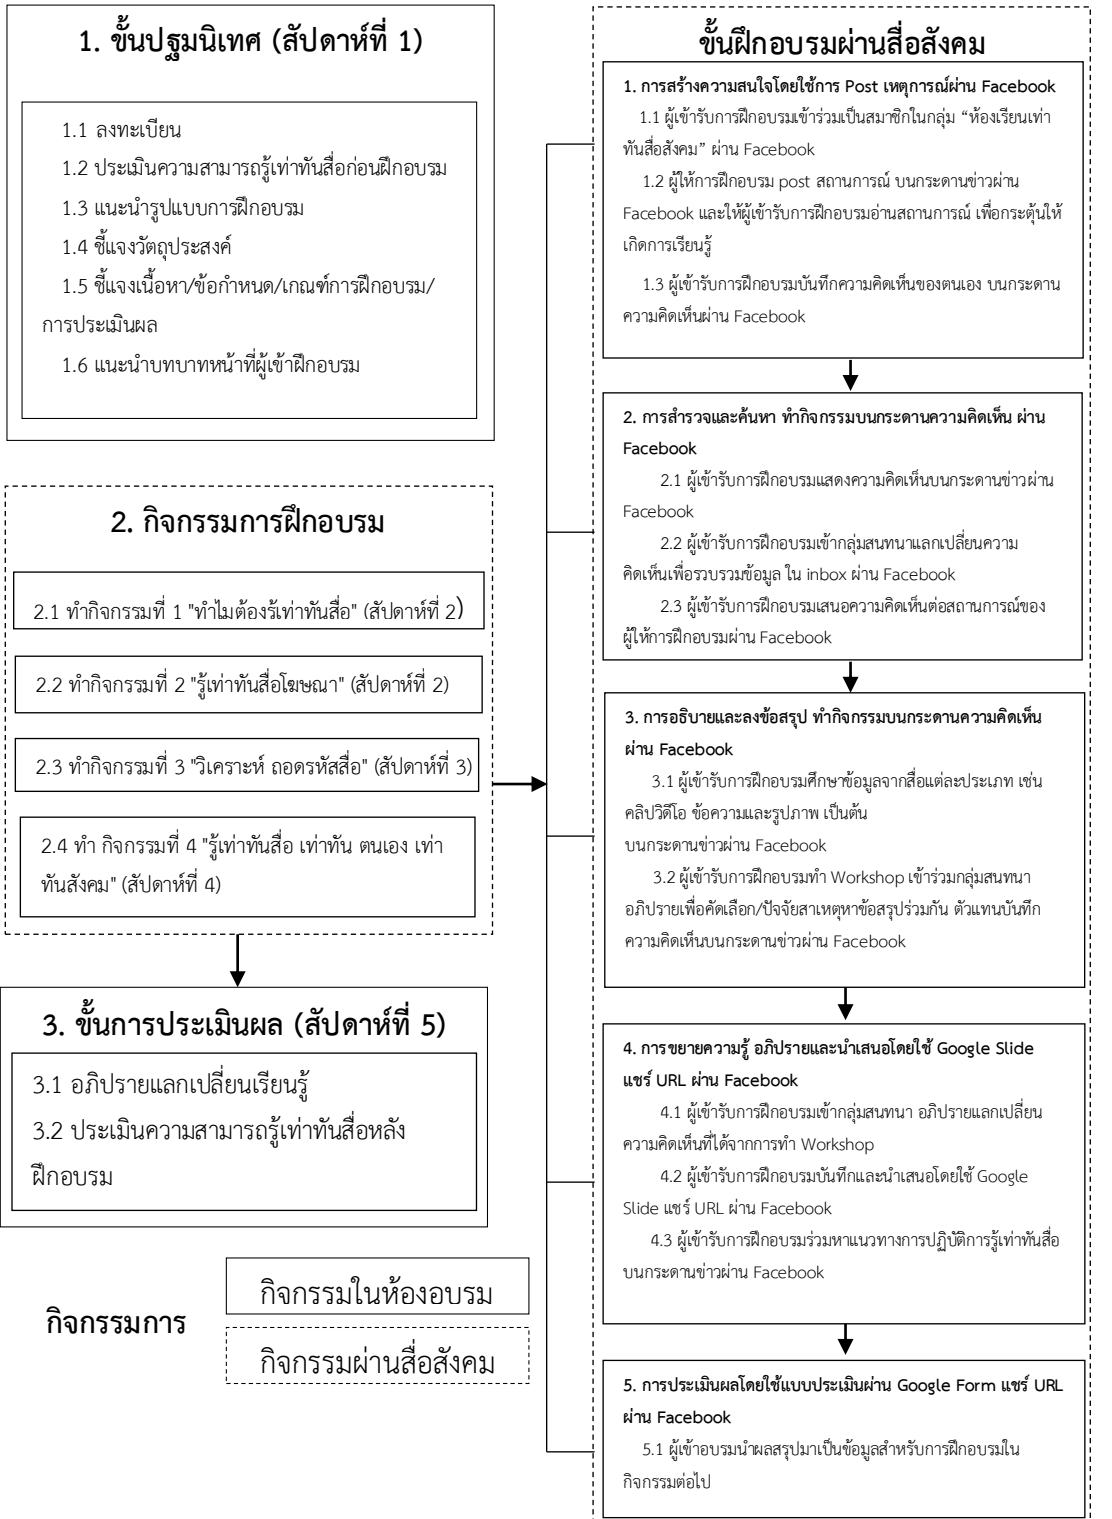 1. ขั้นปฐมนิเทศ (สัปดาห์ที่ 1)
1.1 ลงทะเบียน
1.2 ประเมินความสามารถรู้เท่าทันสื่อก่อนฝึกอบรม
1.3 แนะนำรูปแบบการฝึกอบรม
1.4 ชี้แจงวัตถุประสงค์
1.5 ชี้แจงเนื้อหา/ข้อกำหนด/เกณฑ์การฝึกอบรม/
การประเมินผล
1.6 แนะนำบทบาทหน้าที่ผู้เข้าฝึกอบรม
2. กิจกรรมการฝึกอบรม
2.1 ทำกิจกรรมที่ 1 "ทำไมต้องรู้เท่าทันสื่อ" (สัปดาห์ที่ 2)
2.2 ทำกิจกรรมที่ 2 "รู้เท่าทันสื่อโฆษณา" (สัปดาห์ที่ 2)
2.3 ทำกิจกรรมที่ 3 "วิเคราะห์ ถอดรหัสสื่อ" (สัปดาห์ที่ 3)
2.4 ทำ กิจกรรมที่ 4 "รู้เท่าทันสื่อ เท่าทัน ตนเอง เท่า
ทันสังคม" (สัปดาห์ที่ 4)
3. ขั้นการประเมินผล (สัปดาห์ที่ 5)
3.1 อภิปรายแลกเปลี่ยนเรียนรู้
3.2 ประเมินความสามารถรู้เท่าทันสื่อหลัง
ฝึกอบรม
กิจกรรมการ
กิจกรรมในห้องอบรม
กิจกรรมผ่านสื่อสังคม
ขั้นฝึกอบรมผ่านสื่อสังคม
1. การสร้างความสนใจโดยใช้การ Post เหตุการณ์ผ่าน Facebook
1.1 ผู้เข้ารับการฝึกอบรมเข้าร่วมเป็นสมาชิกในกลุ่ม “ห้องเรียนเท่า
ทันสื่อสังคม” ผ่าน Facebook
1.2 ผู้ให้การฝึกอบรม post สถานการณ์ บนกระดานข่าวผ่าน
Facebook และให้ผู้เข้ารับการฝึกอบรมอ่านสถานการณ์ เพื่อกระตุ้นให้
เกิดการเรียนรู้
1.3 ผู้เข้ารับการฝึกอบรมบันทึกความคิดเห็นของตนเอง บนกระดาน
ความคิดเห็นผ่าน Facebook
2. การสำรวจและค้นหา ทำกิจกรรมบนกระดานความคิดเห็น ผ่าน
Facebook
2.1 ผู้เข้ารับการฝึกอบรมแสดงความคิดเห็นบนกระดานข่าวผ่าน
Facebook
2.2 ผู้เข้ารับการฝึกอบรมเข้ากลุ่มสนทนาแลกเปลี่ยนความ
คิดเห็นเพื่อรวบรวมข้อมูล ใน inbox ผ่าน Facebook
2.3 ผู้เข้ารับการฝึกอบรมเสนอความคิดเห็นต่อสถานการณ์ของ
ผู้ให้การฝึกอบรมผ่าน Facebook
3. การอธิบายและลงข้อสรุป ทำกิจกรรมบนกระดานความคิดเห็น
ผ่าน Facebook
3.1 ผู้เข้ารับการฝึกอบรมศึกษาข้อมูลจากสื่อแต่ละประเภท เช่น
คลิปวิดีโอ ข้อความและรูปภาพ เป็นต้น
บนกระดานข่าวผ่าน Facebook
3.2 ผู้เข้ารับการฝึกอบรมทำ Workshop เข้าร่วมกลุ่มสนทนา
อภิปรายเพื่อคัดเลือก/ปัจจัยสาเหตุหาข้อสรุปร่วมกัน ตัวแทนบันทึก
ความคิดเห็นบนกระดานข่าวผ่าน Facebook
4. การขยายความรู้ อภิปรายและนำเสนอโดยใช้ Google Slide
แชร์ URL ผ่าน Facebook
4.1 ผู้เข้ารับการฝึกอบรมเข้ากลุ่มสนทนา อภิปรายแลกเปลี่ยน
ความคิดเห็นที่ได้จากการทำ Workshop
4.2 ผู้เข้ารับการฝึกอบรมบันทึกและนำเสนอโดยใช้ Google
Slide แชร์ URL ผ่าน Facebook
4.3 ผู้เข้ารับการฝึกอบรมร่วมหาแนวทางการปฏิบัติการรู้เท่าทันสื่อ
บนกระดานข่าวผ่าน Facebook
5. การประเมินผลโดยใช้แบบประเมินผ่าน Google Form แชร์ URL
ผ่าน Facebook
5.1 ผู้เข้าอบรมนำผลสรุปมาเป็นข้อมูลสำหรับการฝึกอบรมใน
กิจกรรมต่อไป